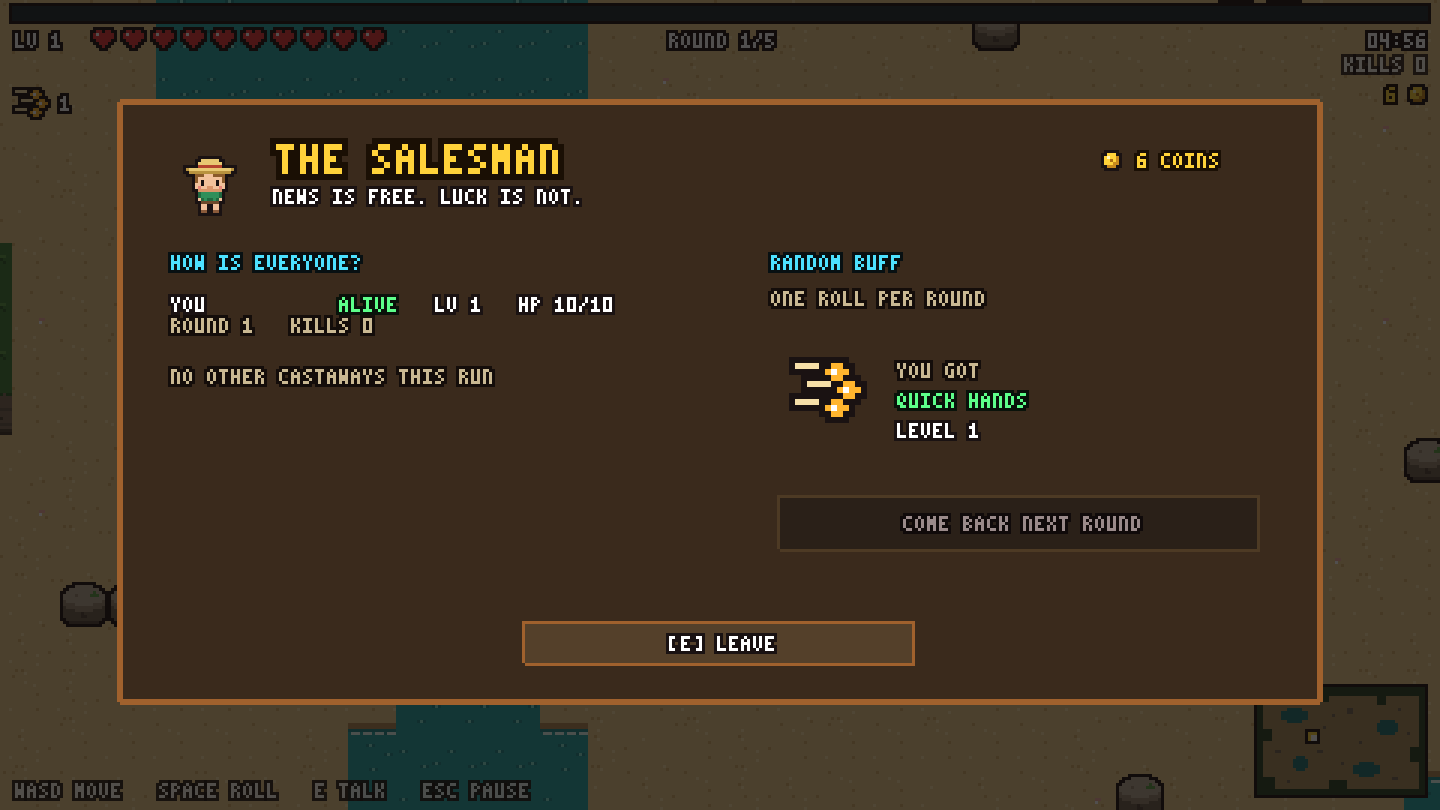 LV 1
ROUND 1/5
04:56
KILLS 0
1
6
THE SALESMAN
6 COINS
NEWS IS FREE. LUCK IS NOT.
HOW IS EVERYONE?
YOU ALIVE LV 1 HP 10/10
ROUND 1 KILLS 0
NO OTHER CASTAWAYS THIS RUN
RANDOM BUFF
ONE ROLL PER ROUND
YOU GOT
QUICK HANDS
LEVEL 1
COME BACK NEXT ROUND
[E] LEAVE
WASD MOVE SPACE ROLL E TALK ESC PAUSE